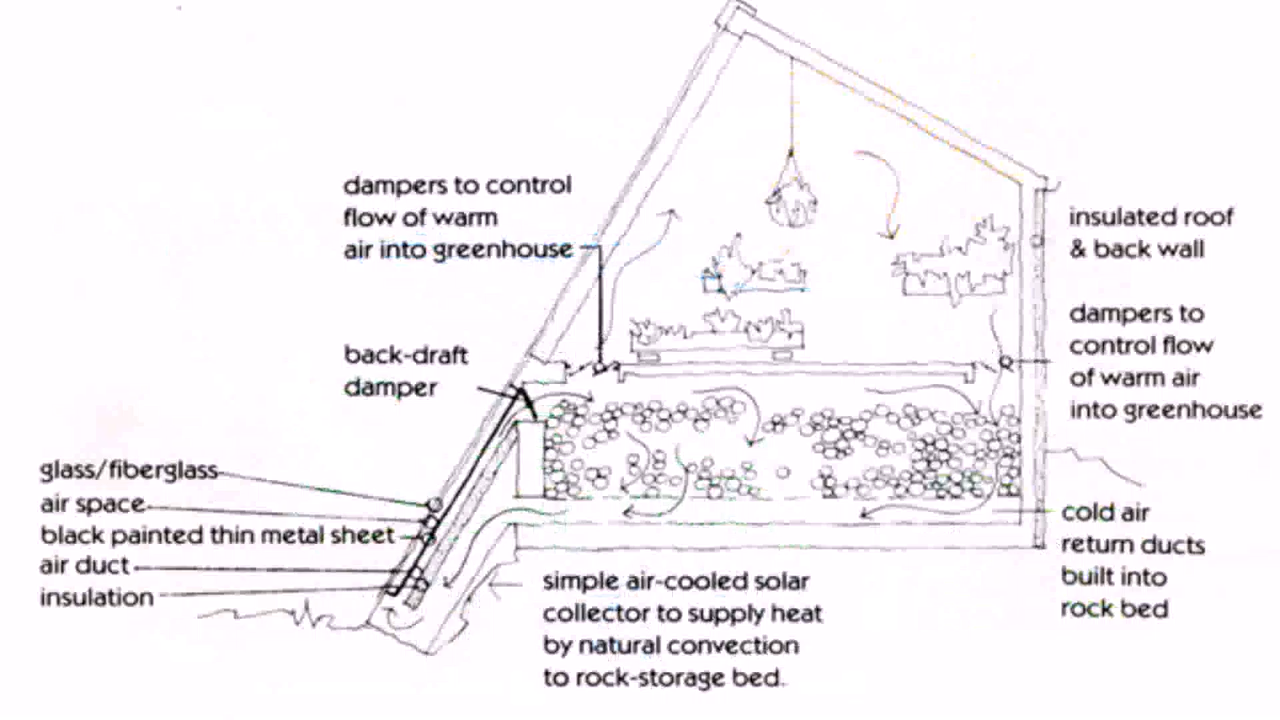 dampers to control
flow of warm
air into greenhouse
insulated roof
& back wall
dampers to
control flow
of warm air
into greenhouse
back-draft
damper
glass/fiberglass
air space
black painted thin metal sheet
air duct
insulation
simple air-cooled solar
collector to supply heat
by natural convection
to rock-storage bed.
cold air
return ducts
built into
rock bed